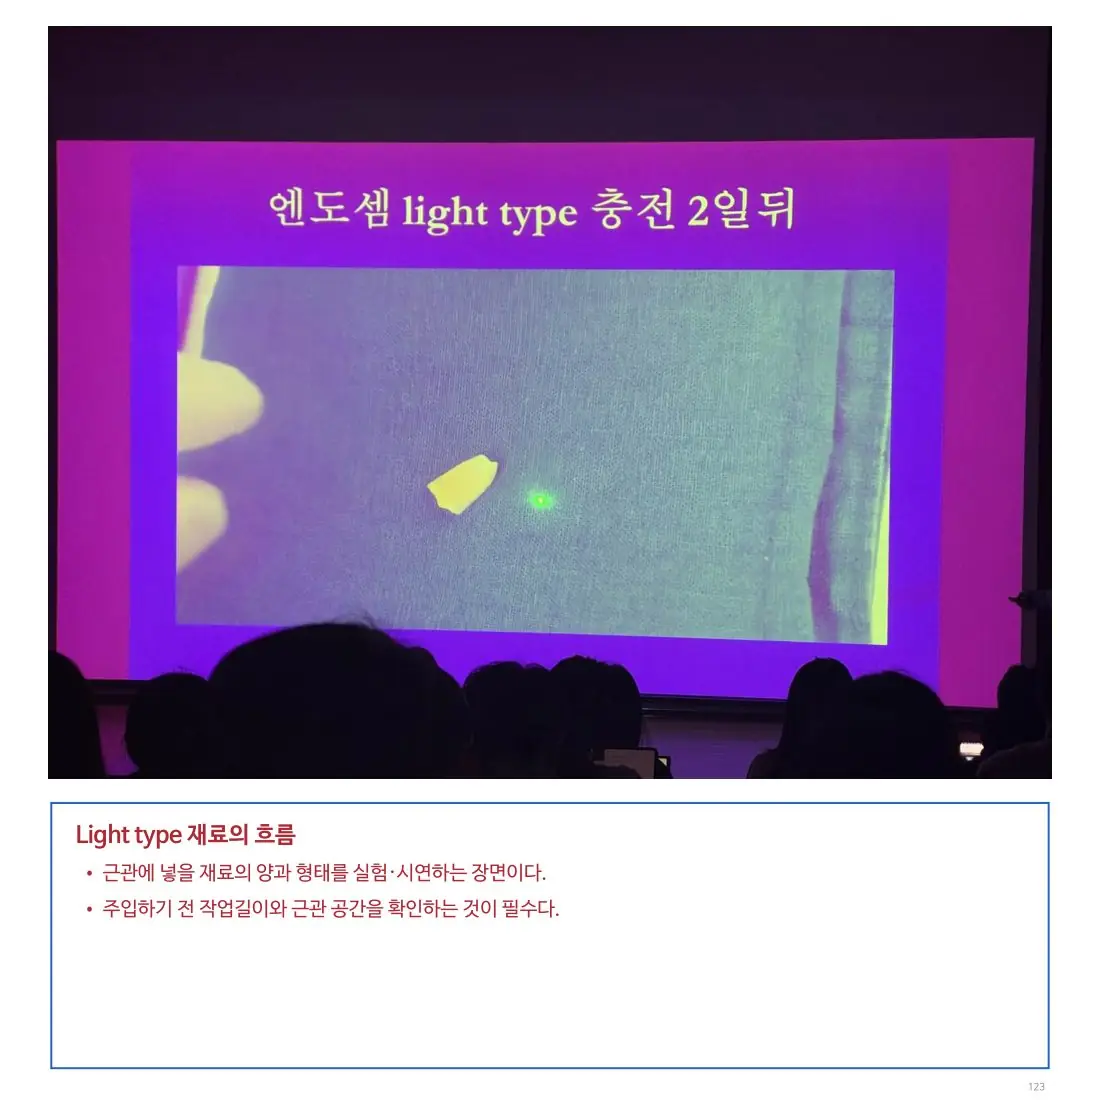 엔도셈 light type 충전 2일뒤
Light type 재료의 흐름
• 근관에 넣을 재료의 양과 형태를 실험·시연하는 장면이다.
• 주입하기 전 작업길이와 근관 공간을 확인하는 것이 필수다.
123